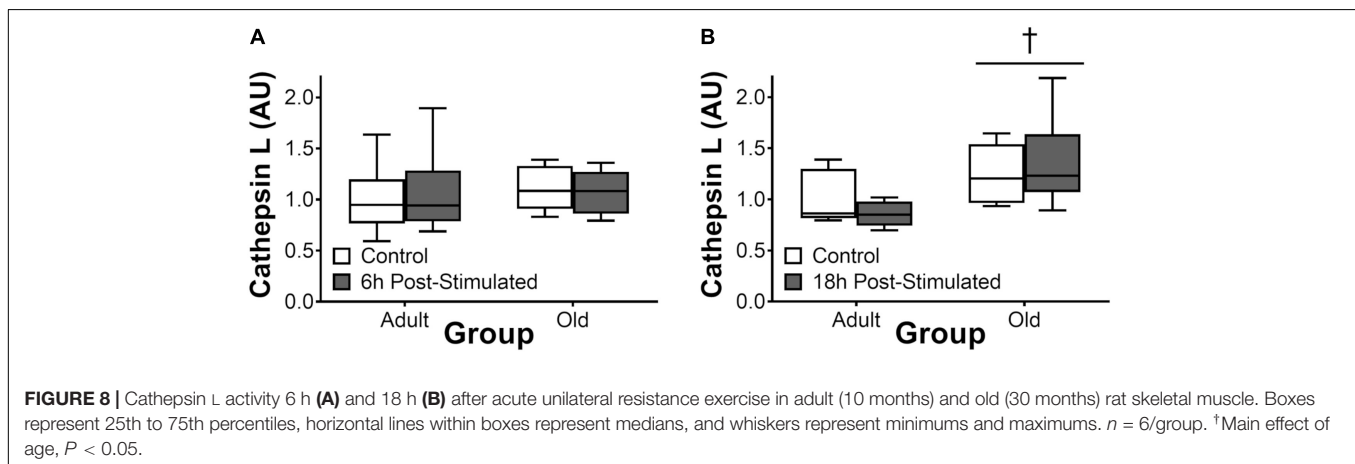 A
Cathepsin L (AU)
2.0
1.5
1.0
0.5
0.0
Control
6h Post-Stimulated
Adult
Old
Group
B
†
Cathepsin L (AU)
2.0
1.5
1.0
0.5
0.0
Control
18h Post-Stimulated
Adult
Old
Group
FIGURE 8 | Cathepsin L activity 6 h (A) and 18 h (B) after acute unilateral resistance exercise in adult (10 months) and old (30 months) rat skeletal muscle. Boxes
represent 25th to 75th percentiles, horizontal lines within boxes represent medians, and whiskers represent minimums and maximums. n = 6/group. †Main effect of
age, P < 0.05.